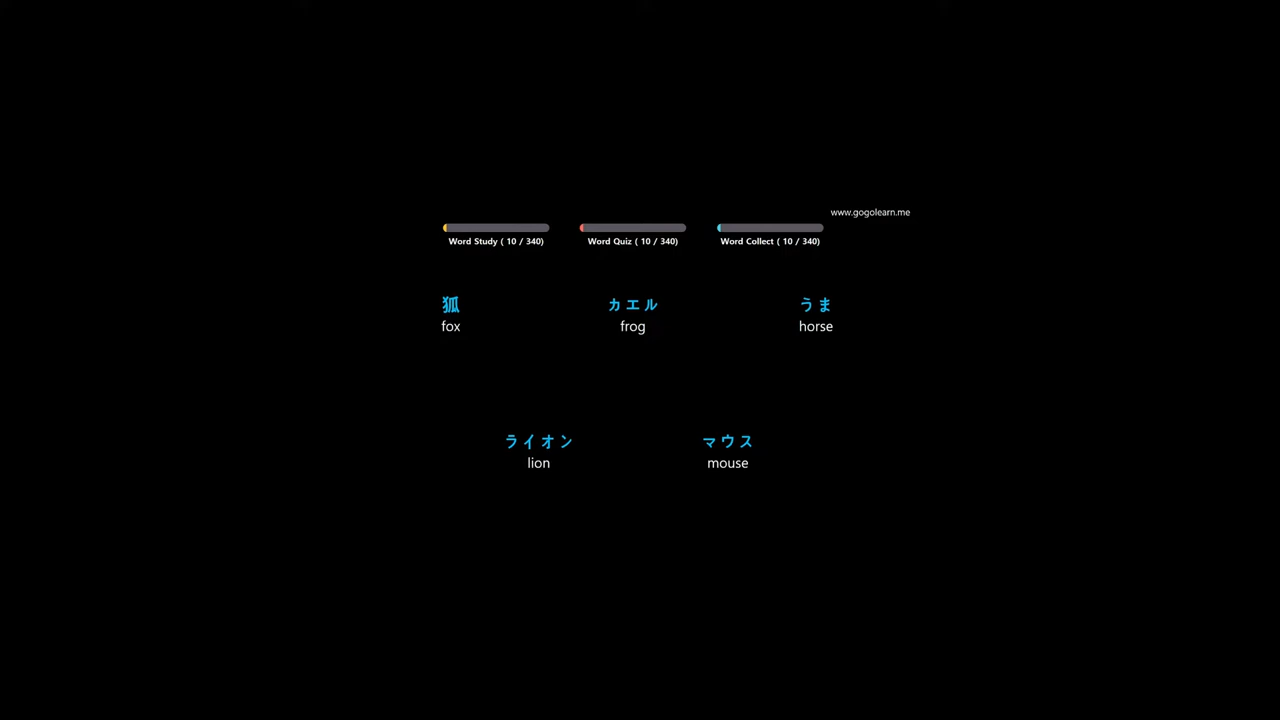 www.gogolearn.me
Word Study ( 10 / 340) Word Quiz ( 10 / 340) Word Collect ( 10 / 340)
狐 カエル うま
fox frog horse
ライオン マウス
lion mouse